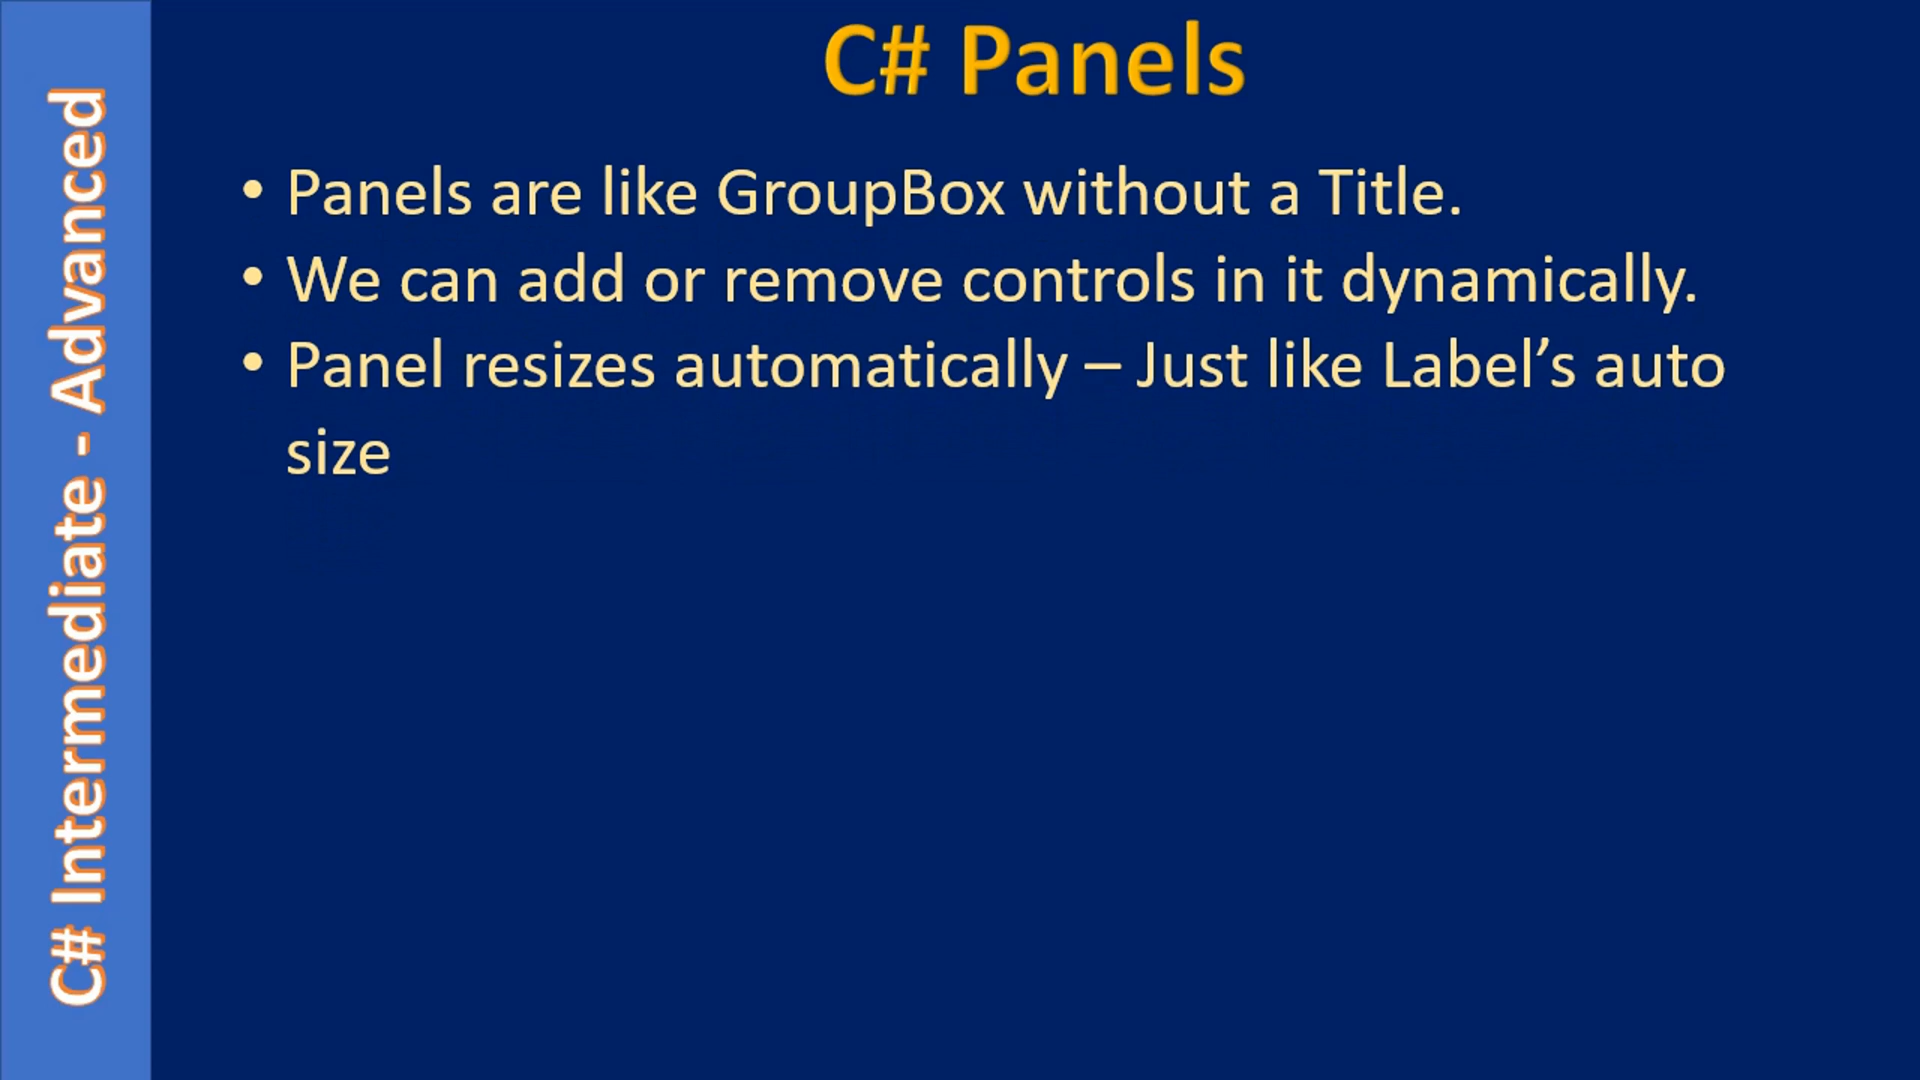 C# Panels
• Panels are like GroupBox without a Title.
• We can add or remove controls in it dynamically.
• Panel resizes automatically – Just like Label’s auto
size
C# Intermediate - Advanced